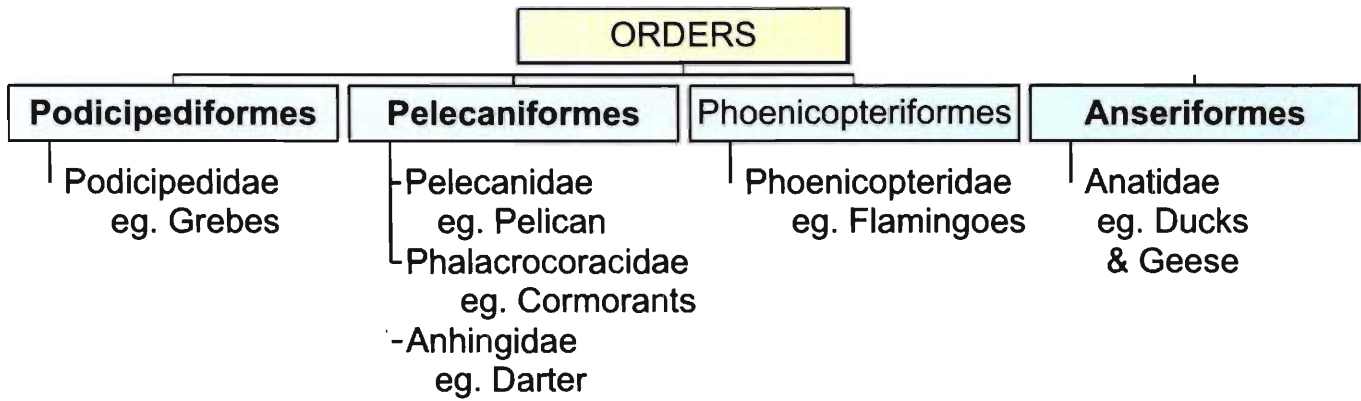 ORDERS
Podicipediformes
Podicipedidae
eg. Grebes
Pelecaniformes
-Pelecanidae
eg. Pelican
Phalacrocoracidae
eg. Cormorants
-Anhingidae
eg. Darter
Phoenicopteriformes
Phoenicopteridae
eg. Flamingoes
Anseriformes
Anatidae
eg. Ducks
& Geese